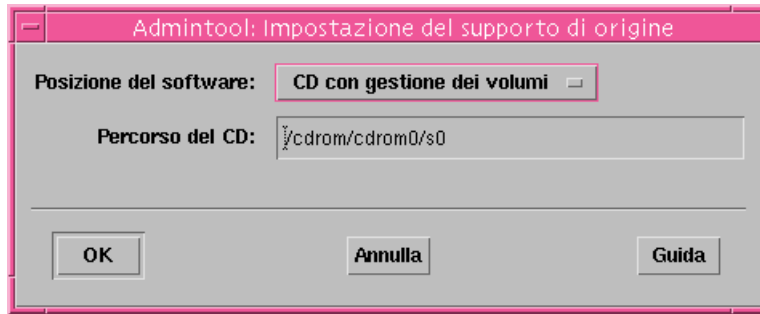 Admintool: Impostazione del supporto di origine
Posizione del software: CD con gestione dei volumi
Percorso del CD: /cdrom/cdrom0/s0
OK Annulla Guida